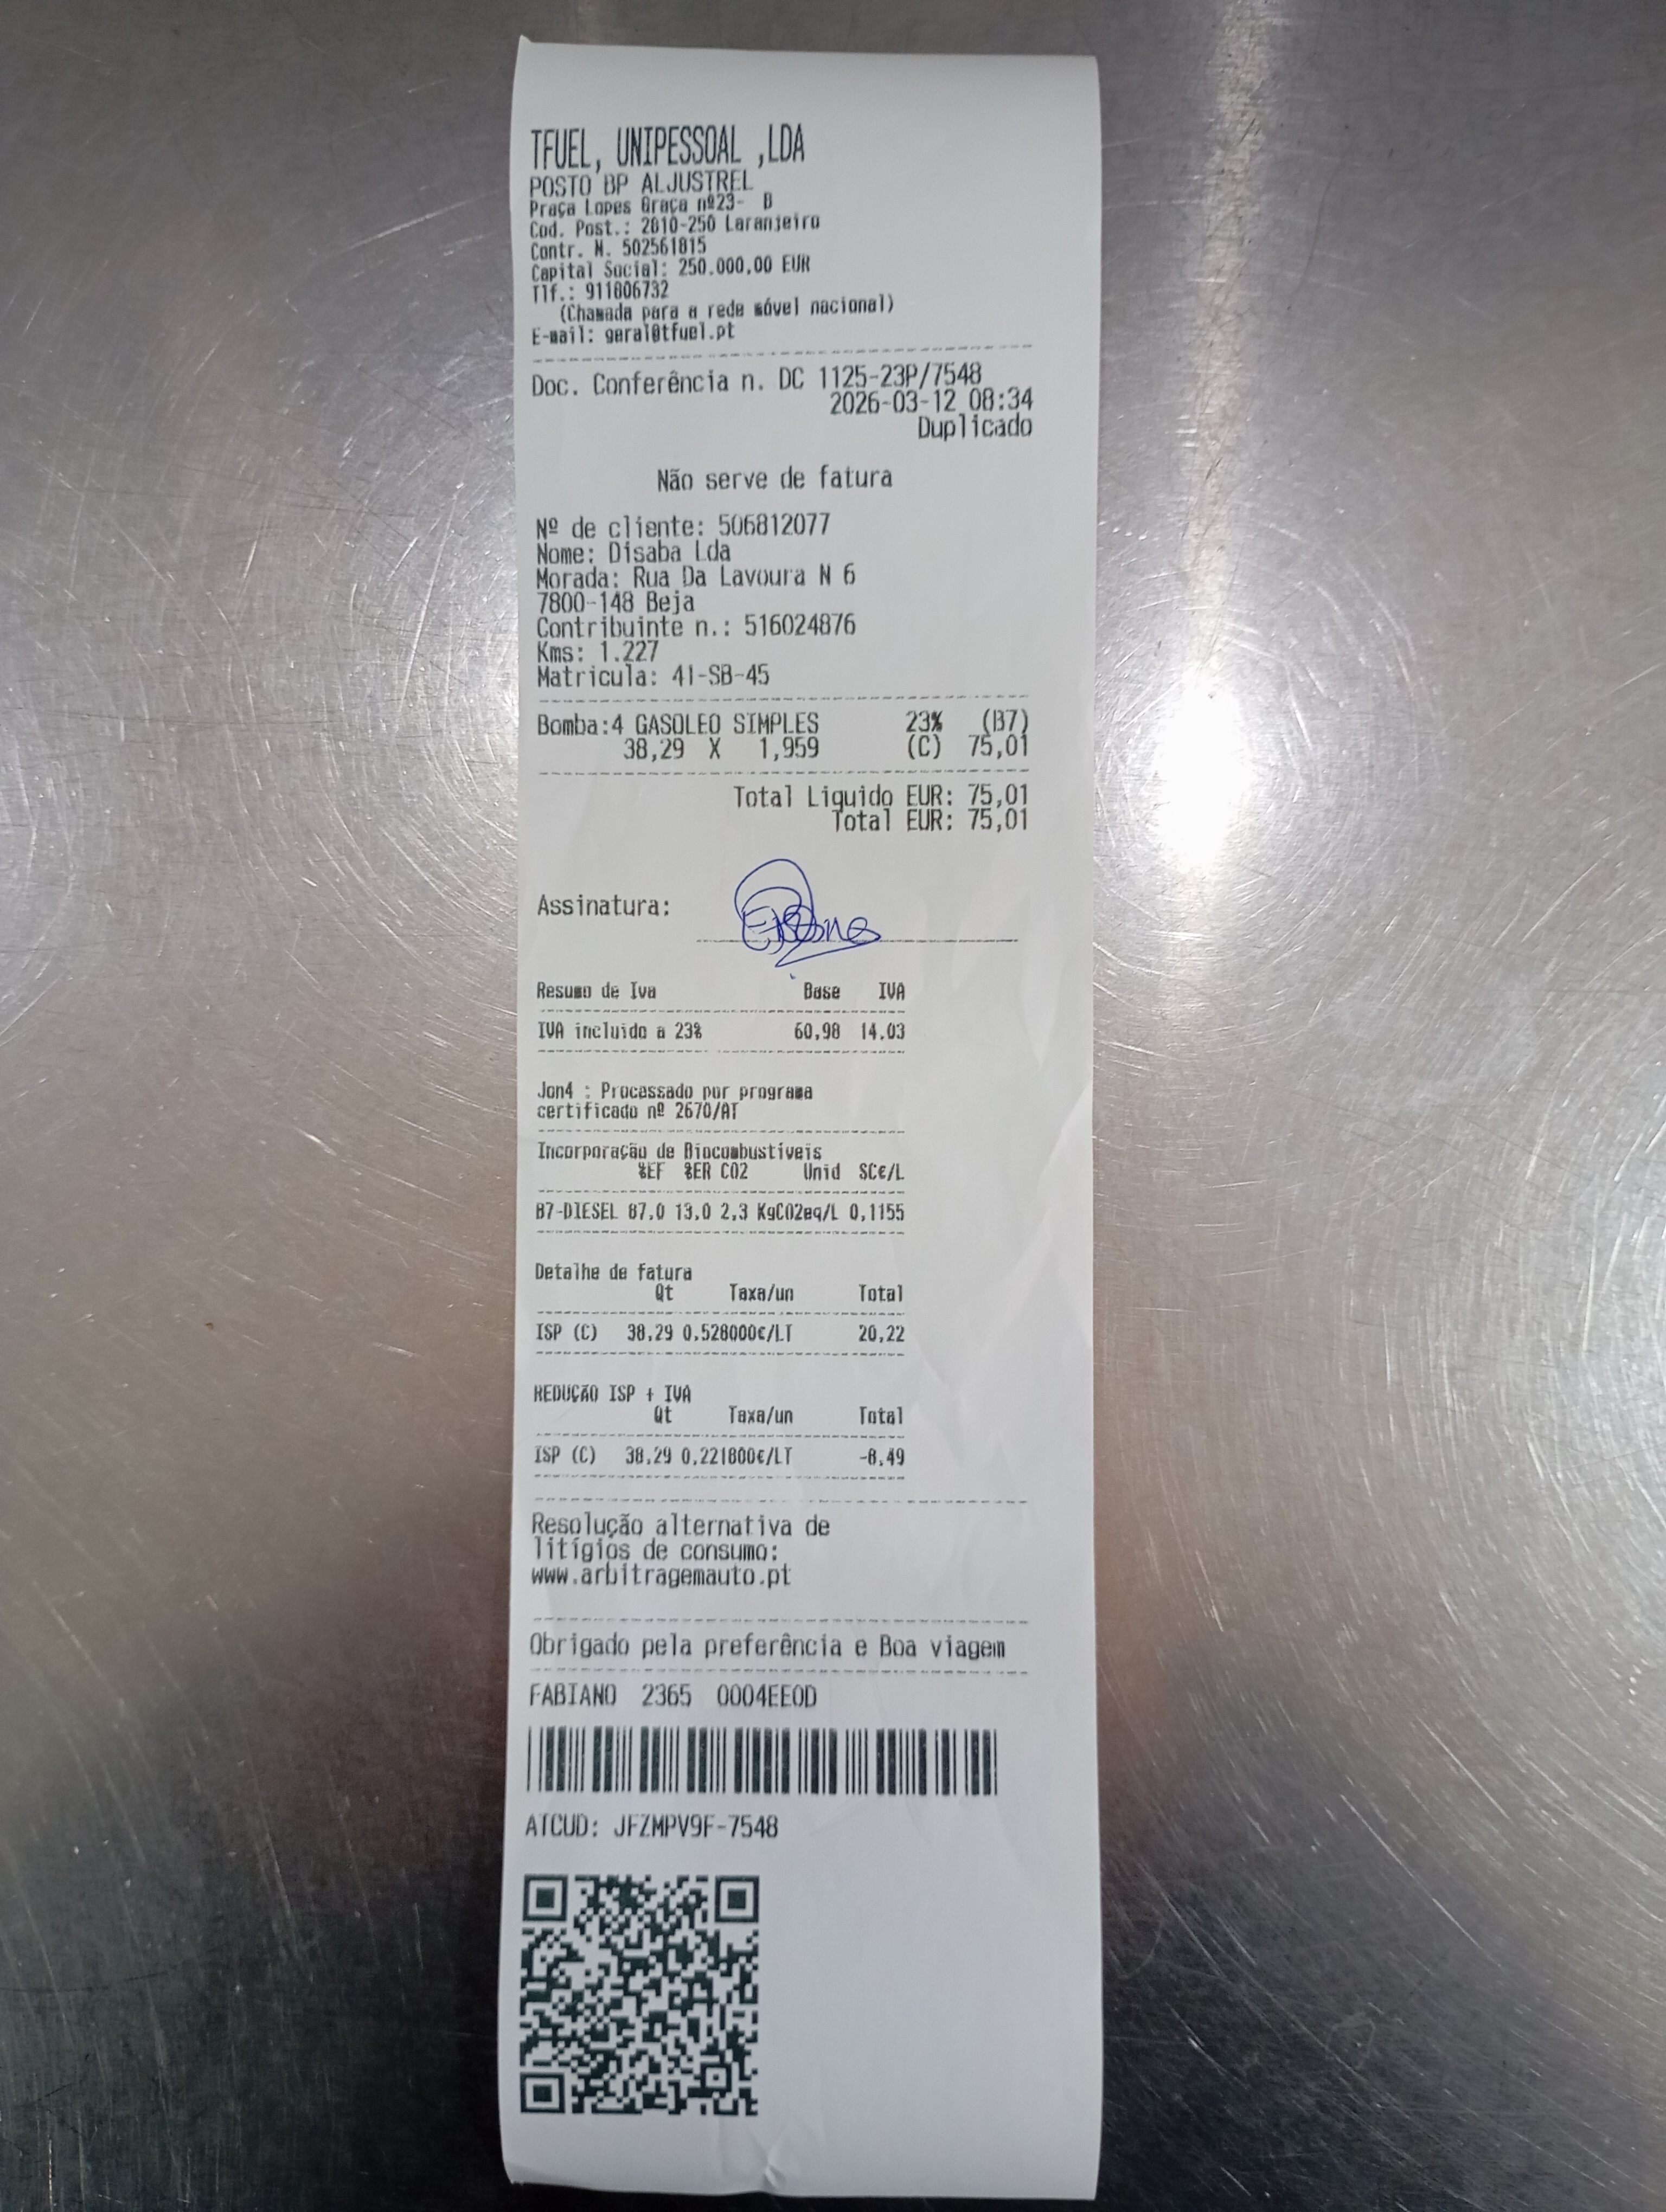 TFUEL, UNIPESSOAL ,LDA
POSTO BP ALJUSTREL
Praça Lopes Graça nº23- B
Cod. Post.: 2810-250 Laranjeiro
Contr. N. 502561815
Capital Social: 250.000,00 EUR
Tlf.: 911806732
(Chamada para a rede móvel nacional)
E-mail: geral@tfuel.pt
Doc. Conferência n. DC 1125-23P/7548
2026-03-12 08:34
Duplicado
Não serve de fatura
Nº de cliente: 506812077
Nome: Disaba Lda
Morada: Rua Da Lavoura N 6
7800-148 Beja
Contribuinte n.: 516024876
Kms: 1.227
Matricula: 41-SB-45
Bomba:4 GASOLEO SIMPLES 23% (B7)
38,29 X 1,959 (C) 75,01
Total Liquido EUR: 75,01
Total EUR: 75,01
Assinatura:
Resumo de Iva Base IVA
IVA incluido a 23% 60,98 14,03
Jon4 : Processado por programa
certificado nº 2670/AT
Incorporação de Biocombustíveis
%EF %ER CO2 Unid SC€/L
B7-DIESEL 87,0 13,0 2,3 KgCO2eq/L 0,1155
Detalhe de fatura
Qt Taxa/un Total
ISP (C) 38,29 0,528000€/LT 20,22
REDUÇÃO ISP + IVA
Qt Taxa/un Total
ISP (C) 38,29 0,221800€/LT -8,49
Resolução alternativa de
litígios de consumo:
www.arbitragemauto.pt
Obrigado pela preferência e Boa viagem
FABIANO 2365 0004EE0D
ATCUD: JFZMPV9F-7548